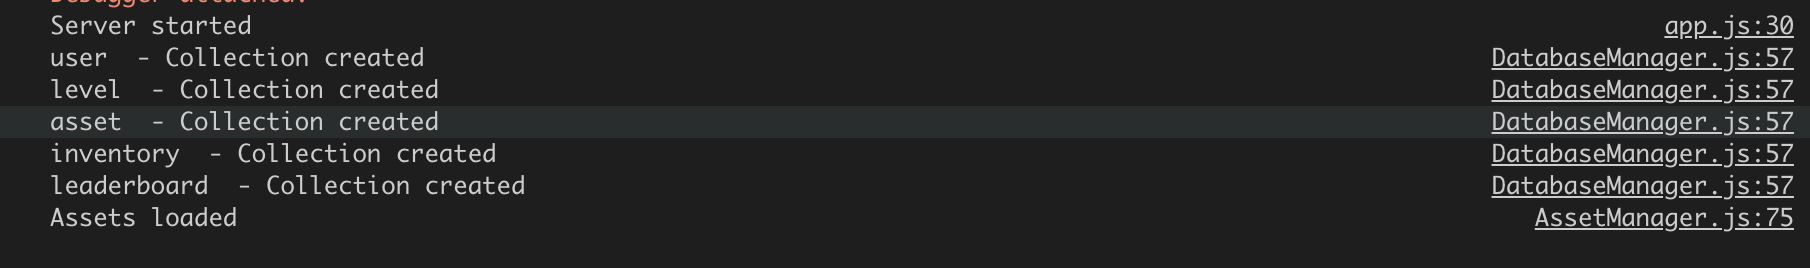 Debugger attached.
Server started app.js:30
user  - Collection created DatabaseManager.js:57
level  - Collection created DatabaseManager.js:57
asset  - Collection created DatabaseManager.js:57
inventory  - Collection created DatabaseManager.js:57
leaderboard  - Collection created DatabaseManager.js:57
Assets loaded AssetManager.js:75